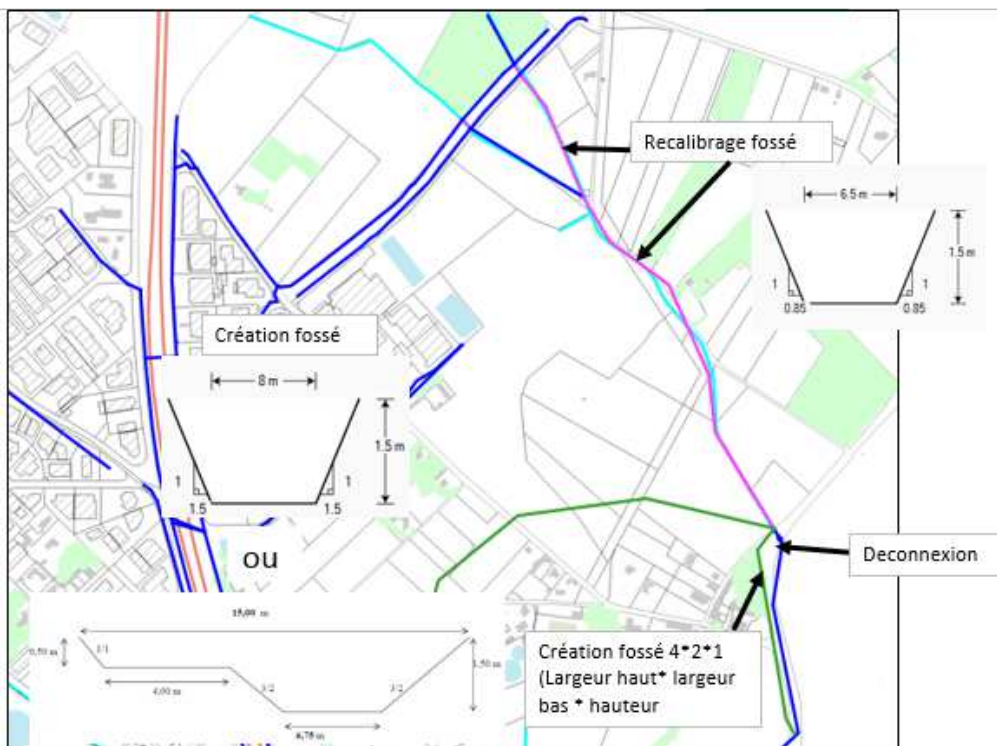 Recalibrage fossé
6.5 m
1.5 m
1
1
0.85
0.85
Création fossé
8 m
1.5 m
1
1
1.5
1.5
ou
Deconnexion
Création fossé 4*2*1
(Largeur haut* largeur
bas * hauteur
15,00 m
0,50 m
1/1
4,00 m
3/2
3/2
1,50 m
6,75 m